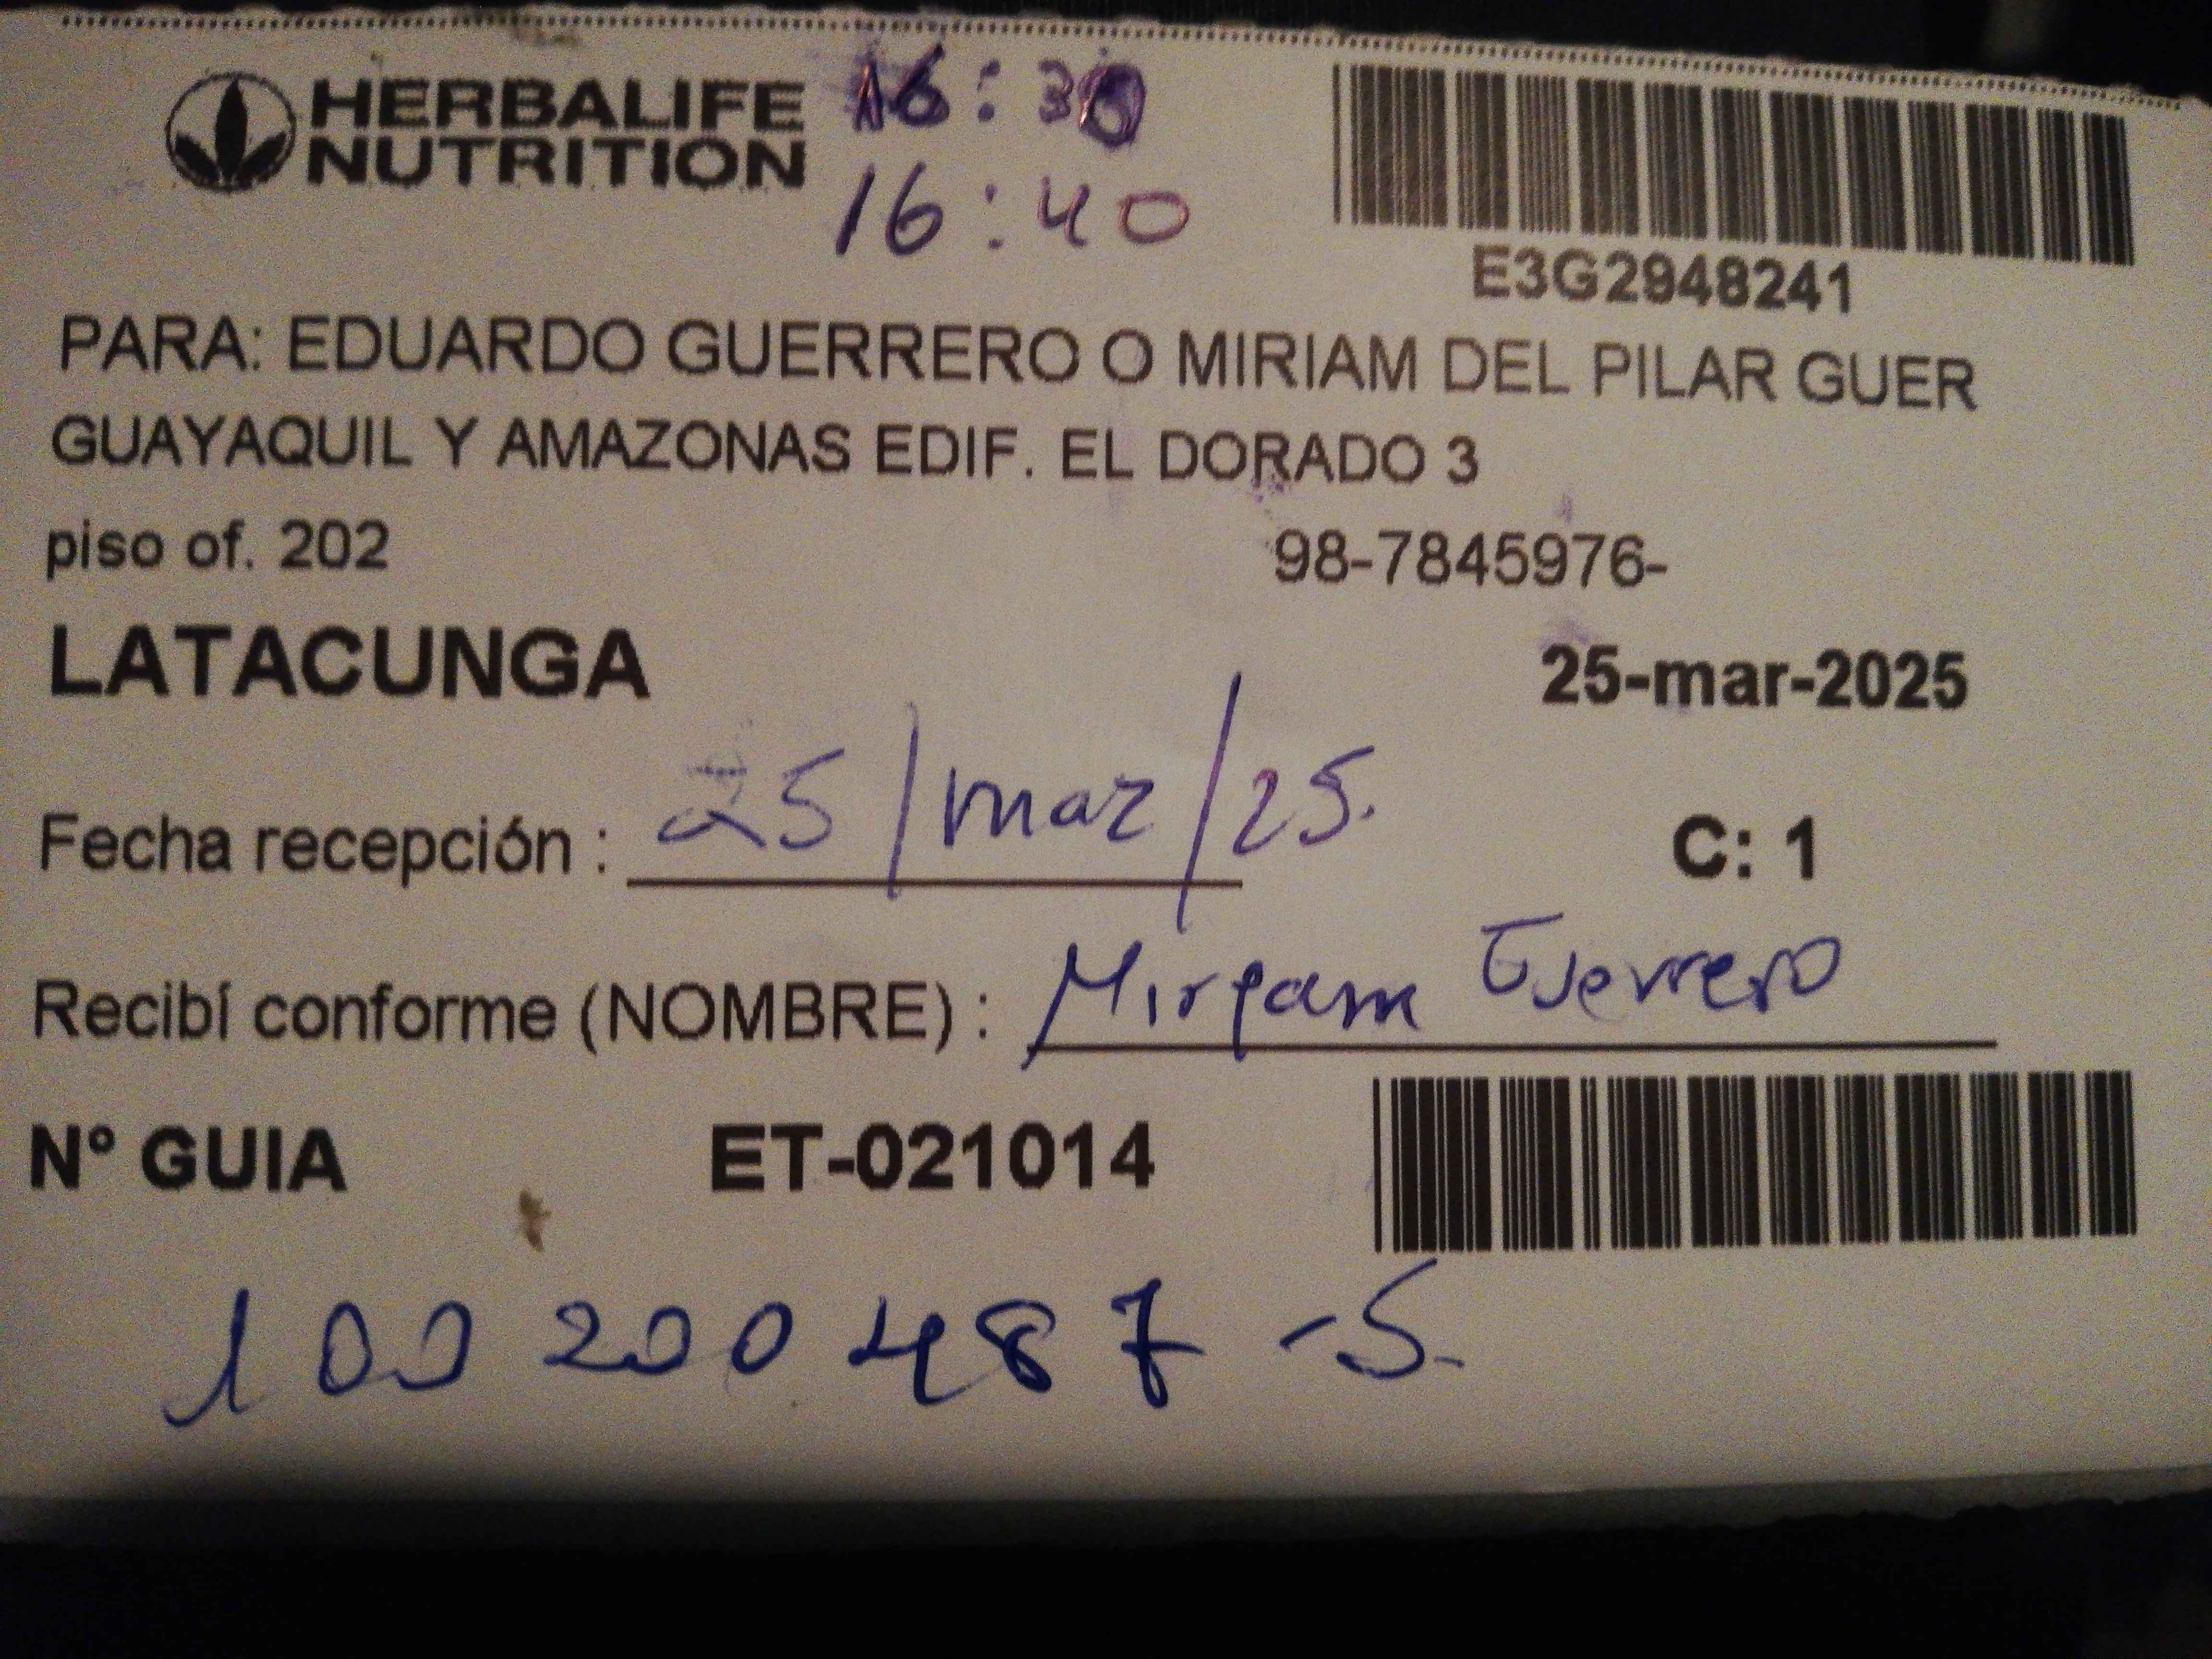 HERBALIFE
NUTRITION
16:30
16:40
E3G2948241
PARA: EDUARDO GUERRERO O MIRIAM DEL PILAR GUER
GUAYAQUIL Y AMAZONAS EDIF. EL DORADO 3
piso of. 202 98-7845976-
LATACUNGA 25-mar-2025
Fecha recepción : 25/mar/25.
C: 1
Recibí conforme (NOMBRE) : Miryam Guerrero
N° GUIA ET-021014
100200487-5.